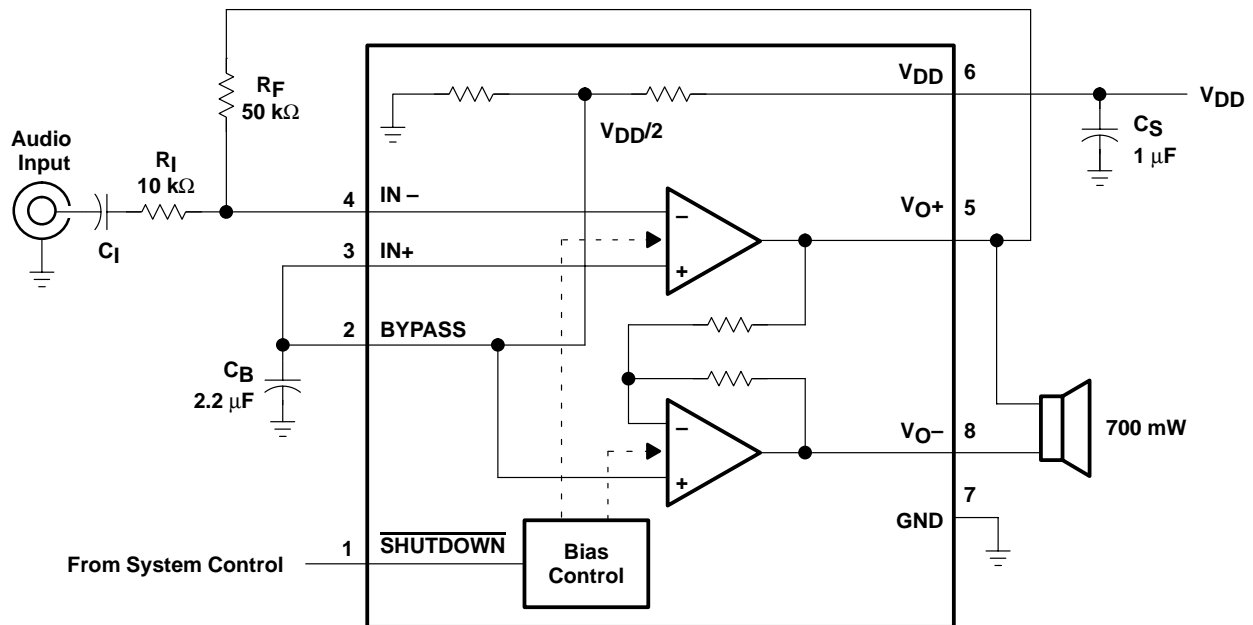 VDD 6
RF
50 kΩ
VDD/2
VDD
CS
1 μF
Audio
Input
RI
10 kΩ
CI
4 IN –
VO+ 5
–
+
3 IN+
2 BYPASS
CB
2.2 μF
VO– 8
–
+
700 mW
7
GND
From System Control
1 SHUTDOWN
Bias
Control